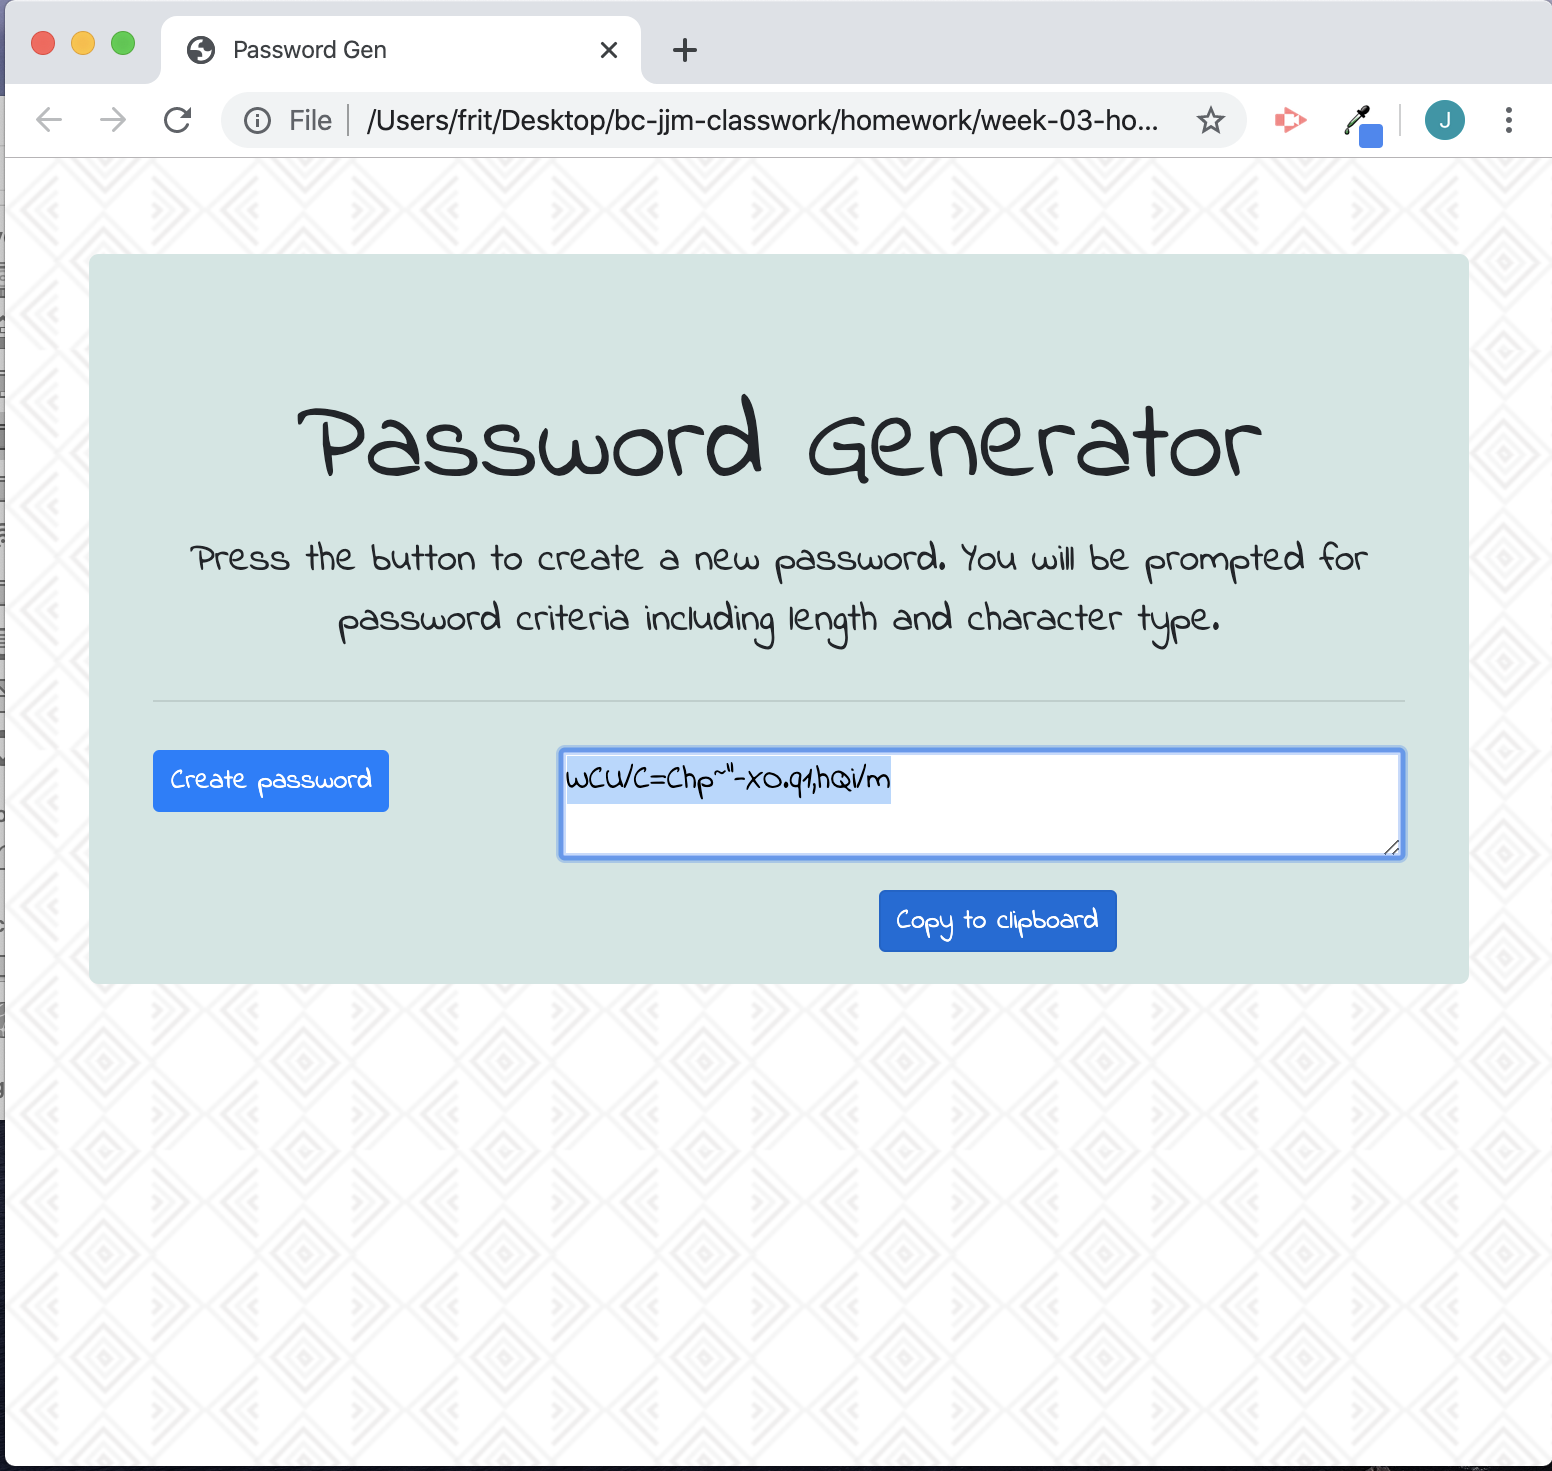 Password Gen
File /Users/frit/Desktop/bc-jjm-classwork/homework/week-03-ho...
J
Password Generator
Press the button to create a new password. You will be prompted for
password criteria including length and character type.
Create password
WCU/C=Chp~"-XO.q1,hQi/m
Copy to clipboard